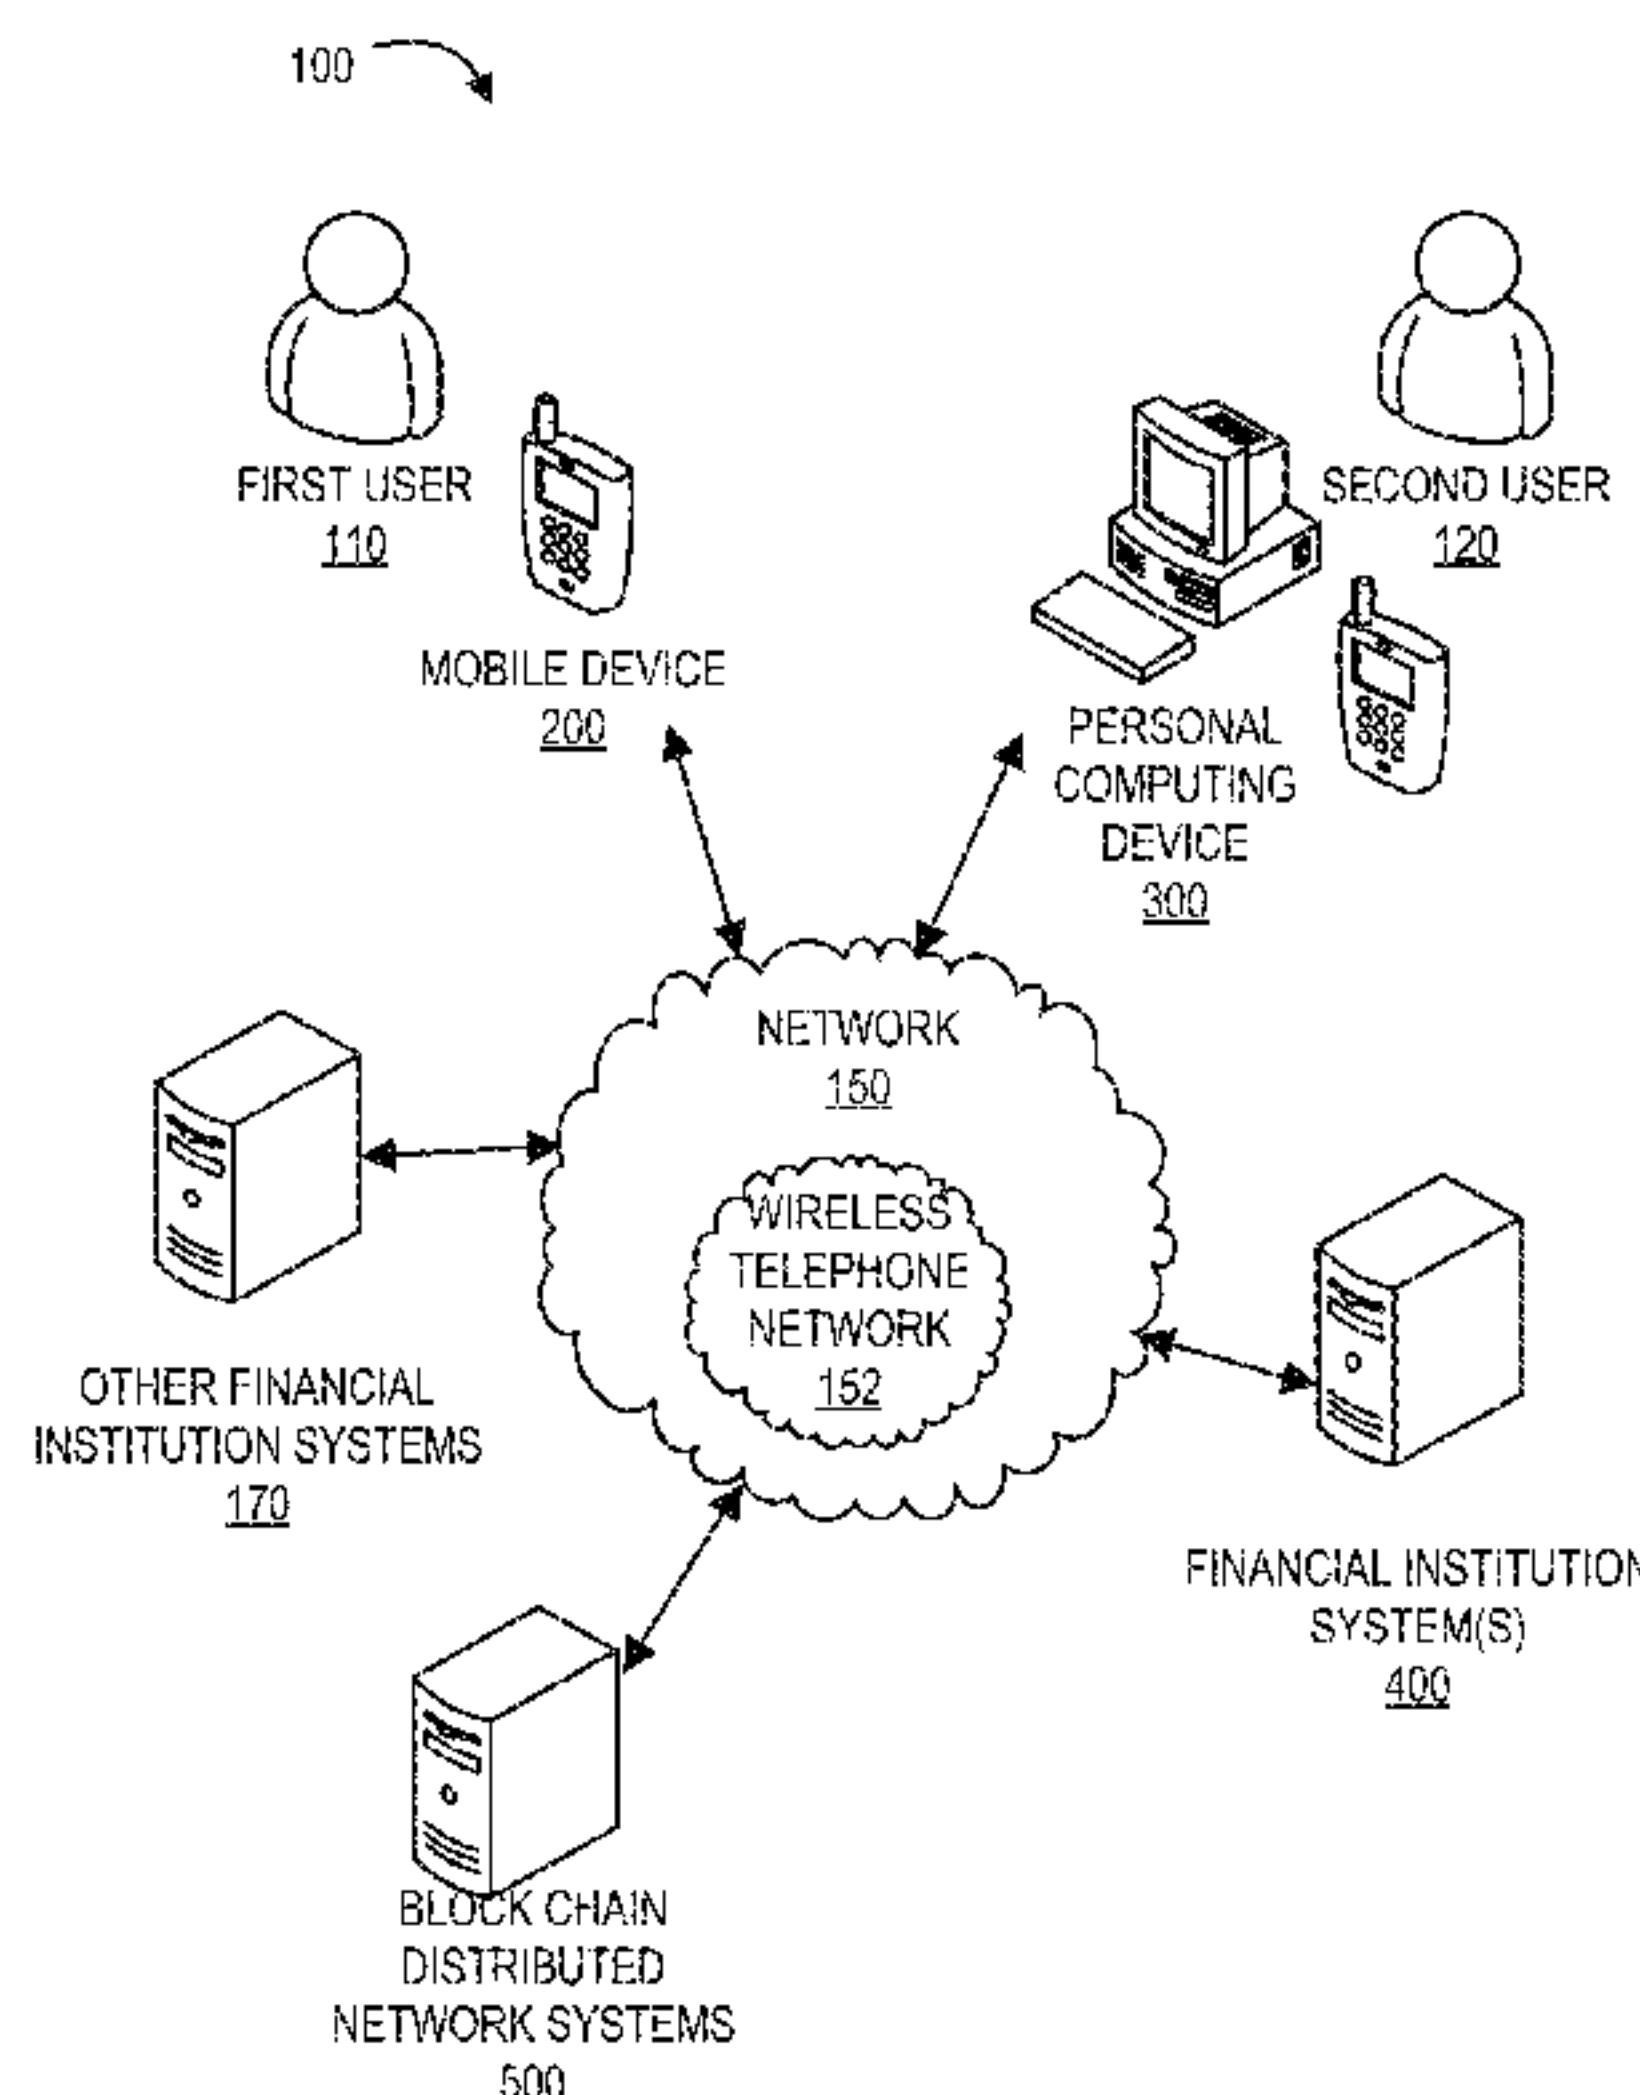 100
FIRST USER
110
SECOND USER
120
MOBILE DEVICE
200
PERSONAL
COMPUTING
DEVICE
300
NETWORK
150
WIRELESS
TELEPHONE
NETWORK
152
OTHER FINANCIAL
INSTITUTION SYSTEMS
170
FINANCIAL INSTITUTION
SYSTEM(S)
400
BLOCK CHAIN
DISTRIBUTED
NETWORK SYSTEMS
500